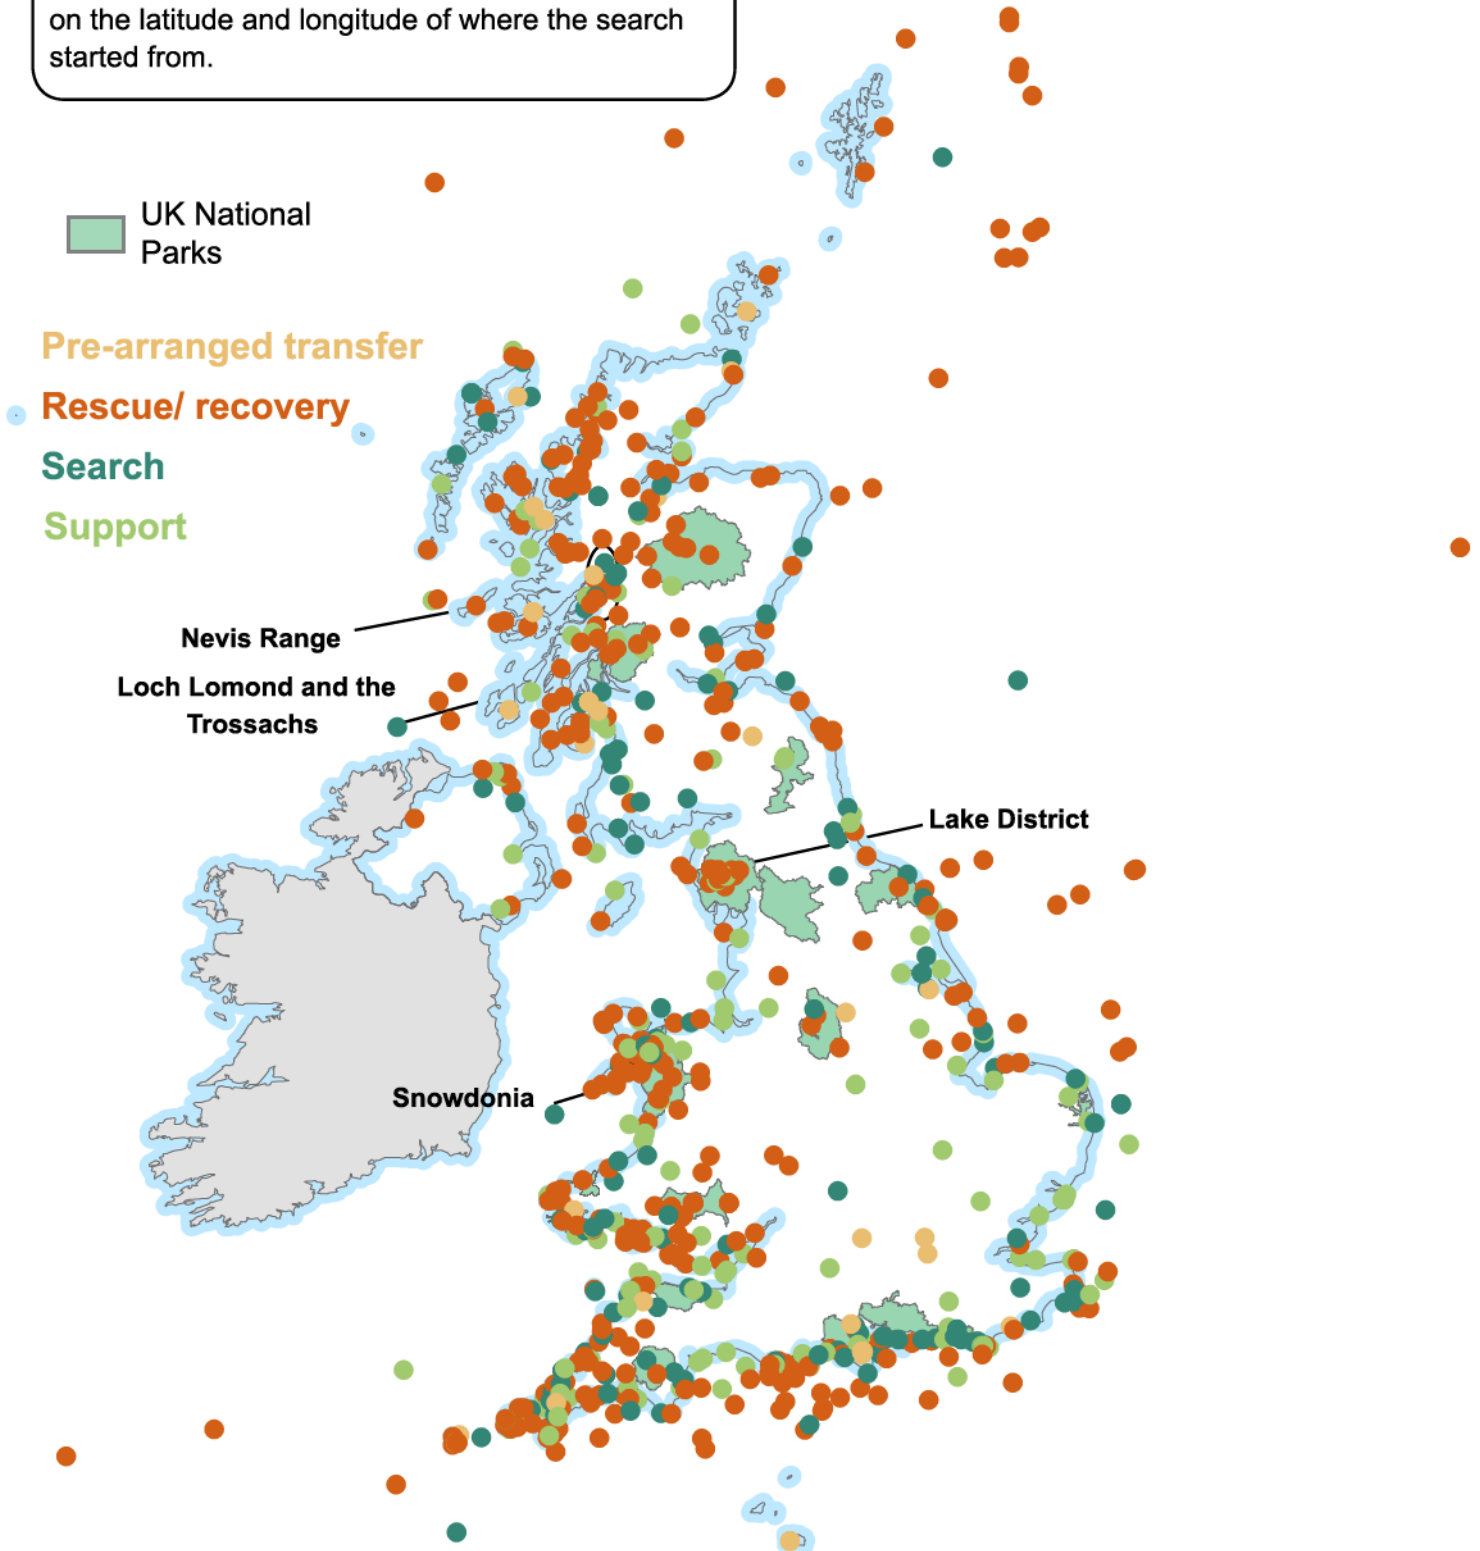 on the latitude and longitude of where the search
started from.
UK National
Parks
Pre-arranged transfer
Rescue/ recovery
Search
Support
Nevis Range
Loch Lomond and the
Trossachs
Lake District
Snowdonia